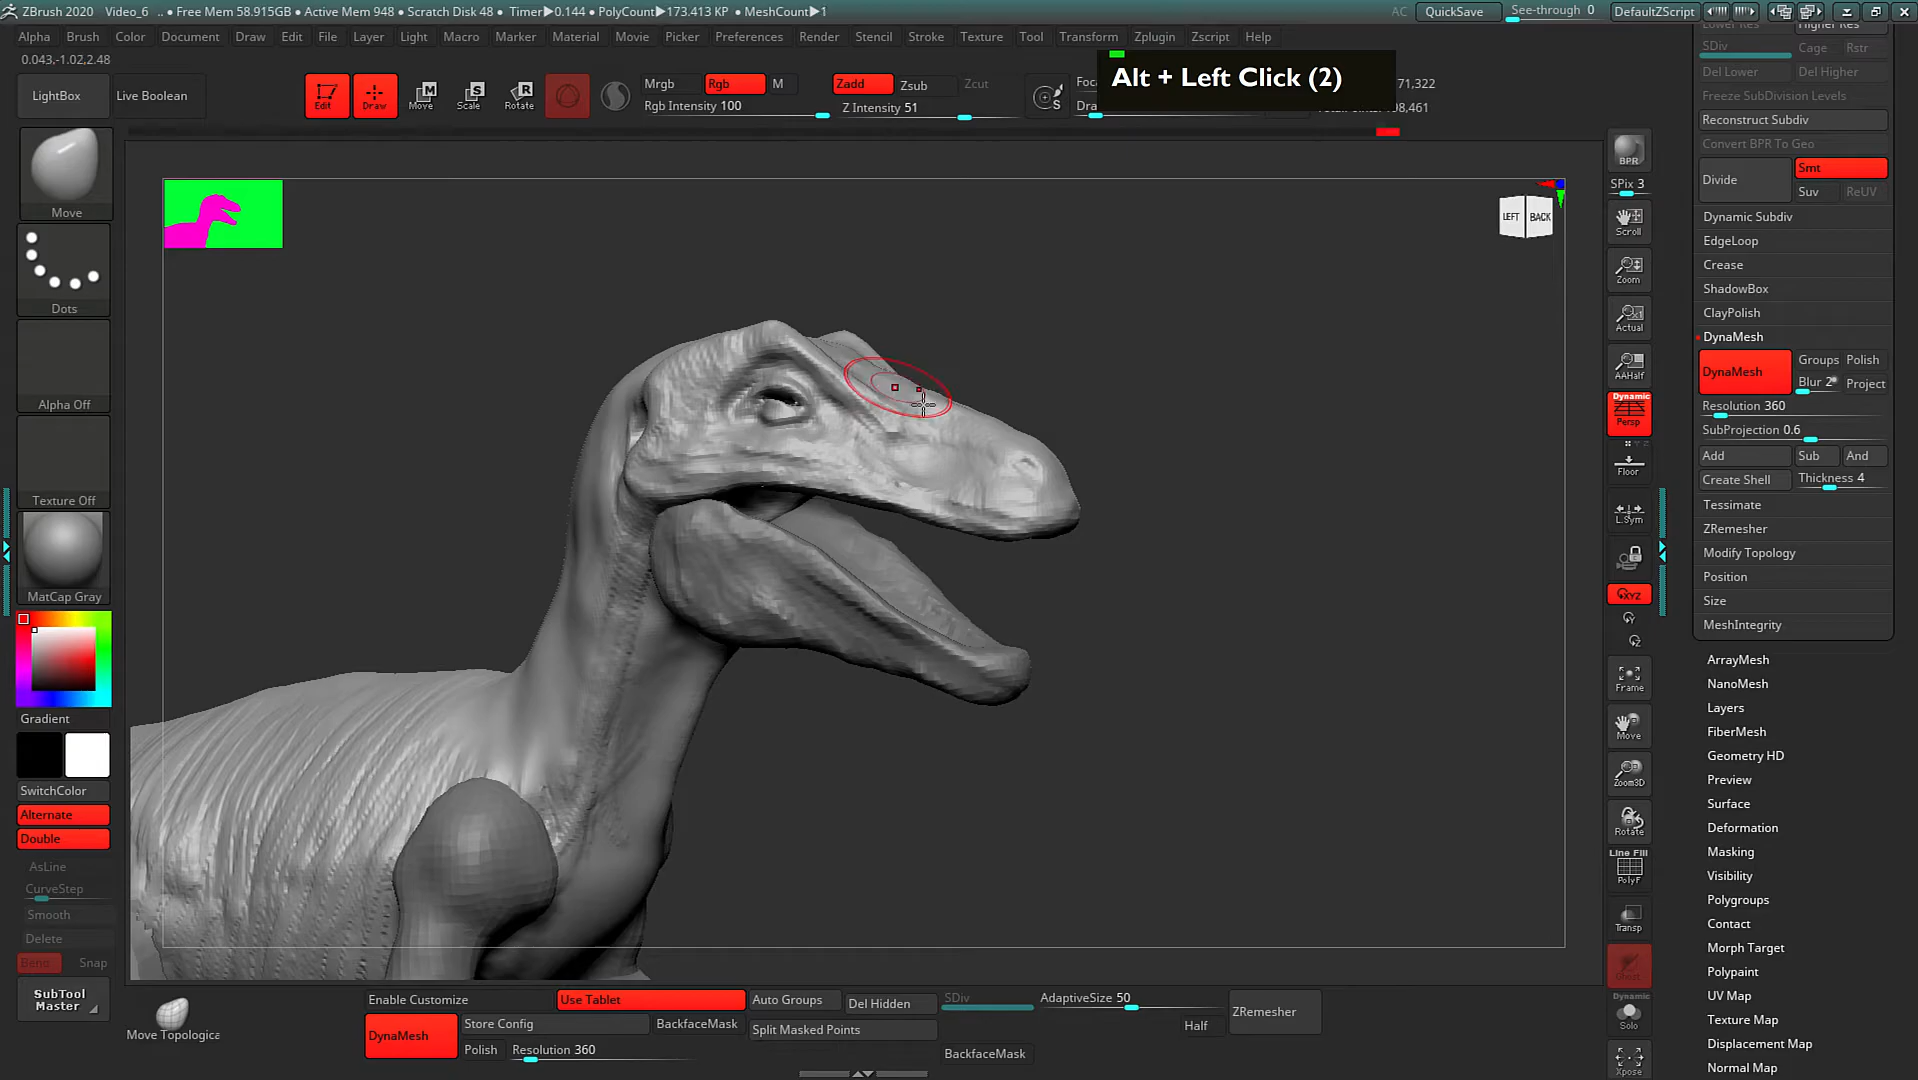 ZBrush 2020 Video_6 .. • Free Mem 58.915GB • Active Mem 948 • Scratch Disk 48 • Timer▶0.144 • PolyCount▶173.413 KP • MeshCount▶1
AC QuickSave See-through 0 DefaultZScript
Alpha Brush Color Document Draw Edit File Layer Light Macro Marker Material Movie Picker Preferences Render Stencil Stroke Texture Tool Transform Zplugin Zscript Help
0.043,-1.02,2.48
Alt + Left Click (2)
LightBox
Live Boolean
Edit
Draw
Move
Scale
Rotate
Mrgb Rgb M
Rgb Intensity 100
Zadd Zsub Zcut
Z Intensity 51
S
Foca
Dra
71,322
Move
Dots
Alpha Off
Texture Off
MatCap Gray
Gradient
SwitchColor
Alternate
Double
AsLine
CurveStep
Smooth
Delete
Bend Snap
SubTool
Master
LEFT BACK
BPR
SPix 3
Scroll
Zoom
Actual
AAHalf
Dynamic
Persp
Floor
L.Sym
XYZ
Frame
Move
Zoom3D
Rotate
Line Fill
PolyF
Transp
Ghost
Dynamic
Solo
Xpose
Lower Res Higher Res
SDiv Cage Rstr
Del Lower Del Higher
Freeze SubDivision Levels
Reconstruct Subdiv
Convert BPR To Geo
Divide
Smt
Suv ReUV
Dynamic Subdiv
EdgeLoop
Crease
ShadowBox
ClayPolish
DynaMesh
DynaMesh
Groups Polish
Blur 2 Project
Resolution 360
SubProjection 0.6
Add Sub And
Create Shell Thickness 4
Tessimate
ZRemesher
Modify Topology
Position
Size
MeshIntegrity
ArrayMesh
NanoMesh
Layers
FiberMesh
Geometry HD
Preview
Surface
Deformation
Masking
Visibility
Polygroups
Contact
Morph Target
Polypaint
UV Map
Texture Map
Displacement Map
Normal Map
Move Topologica
Enable Customize Use Tablet Auto Groups Del Hidden SDiv AdaptiveSize 50
DynaMesh Store Config BackfaceMask Split Masked Points Half ZRemesher
Polish Resolution 360 BackfaceMask